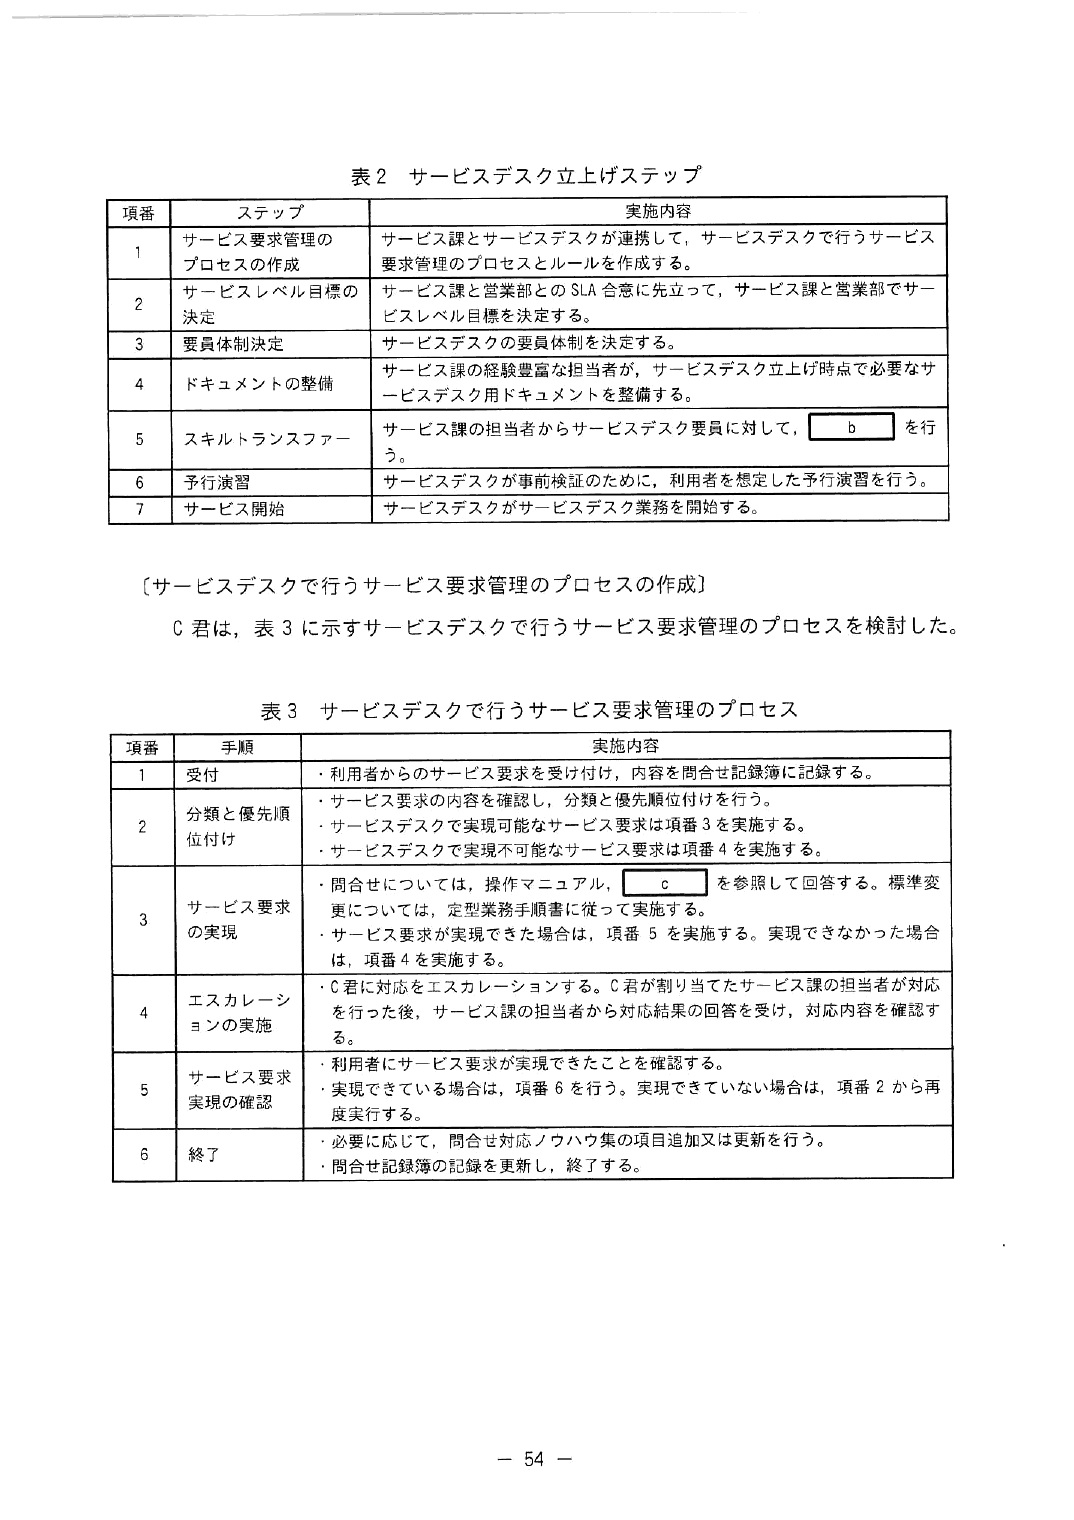 表2 サービスデスク立上げステップ
項番 ステップ 実施内容
1 サービス要求管理の サービス課とサービスデスクが連携して，サービスデスクで行うサービス
プロセスの作成 要求管理のプロセスとルールを作成する。
2 サービスレベル目標の サービス課と営業部とのSLA合意に先立って，サービス課と営業部でサー
決定 ビスレベル目標を決定する。
3 要員体制決定 サービスデスクの要員体制を決定する。
4 ドキュメントの整備 サービス課の経験豊富な担当者が，サービスデスク立上げ時点で必要なサ
ービスデスク用ドキュメントを整備する。
5 スキルトランスファー サービス課の担当者からサービスデスク要員に対して， b を行
う。
6 予行演習 サービスデスクが事前検証のために，利用者を想定した予行演習を行う。
7 サービス開始 サービスデスクがサービスデスク業務を開始する。
〔サービスデスクで行うサービス要求管理のプロセスの作成〕
C君は，表3に示すサービスデスクで行うサービス要求管理のプロセスを検討した。
表3 サービスデスクで行うサービス要求管理のプロセス
項番 手順 実施内容
1 受付 ・利用者からのサービス要求を受け付け，内容を問合せ記録簿に記録する。
2 分類と優先順位付け ・サービス要求の内容を確認し，分類と優先順位付けを行う。
・サービスデスクで実現可能なサービス要求は項番3を実施する。
・サービスデスクで実現不可能なサービス要求は項番4を実施する。
3 サービス要求の実現 ・問合せについては，操作マニュアル， c を参照して回答する。標準変
更については，定型業務手順書に従って実施する。
・サービス要求が実現できた場合は，項番5を実施する。実現できなかった場合
は，項番4を実施する。
4 エスカレーションの実施 ・C君に対応をエスカレーションする。C君が割り当てたサービス課の担当者が対応
を行った後，サービス課の担当者から対応結果の回答を受け，対応内容を確認す
る。
5 サービス要求実現の確認 ・利用者にサービス要求が実現できたことを確認する。
・実現できている場合は，項番6を行う。実現できていない場合は，項番2から再
度実行する。
6 終了 ・必要に応じて，問合せ対応ノウハウ集の項目追加又は更新を行う。
・問合せ記録簿の記録を更新し，終了する。
― 54 ―